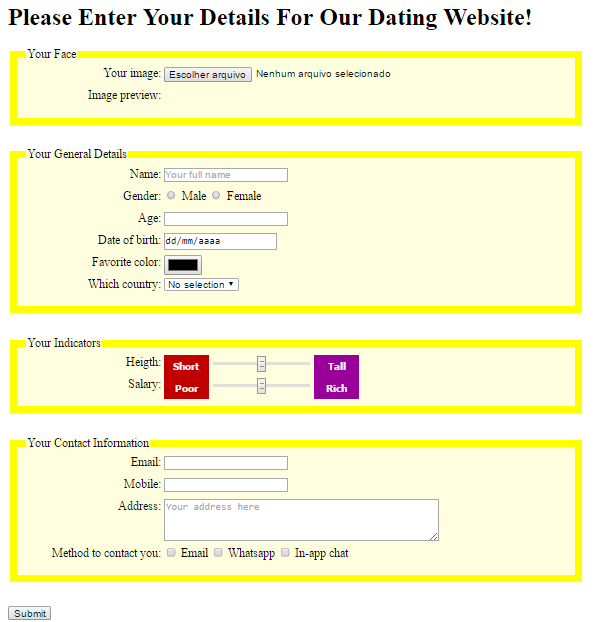 Please Enter Your Details For Our Dating Website!
Your Face
Your image: Escolher arquivo Nenhum arquivo selecionado
Image preview:
Your General Details
Name: Your full name
Gender: Male Female
Age:
Date of birth: dd/mm/aaaa
Favorite color:
Which country: No selection
Your Indicators
Heigth: Short Tall
Salary: Poor Rich
Your Contact Information
Email:
Mobile:
Address: Your address here
Method to contact you: Email Whatsapp In-app chat
Submit